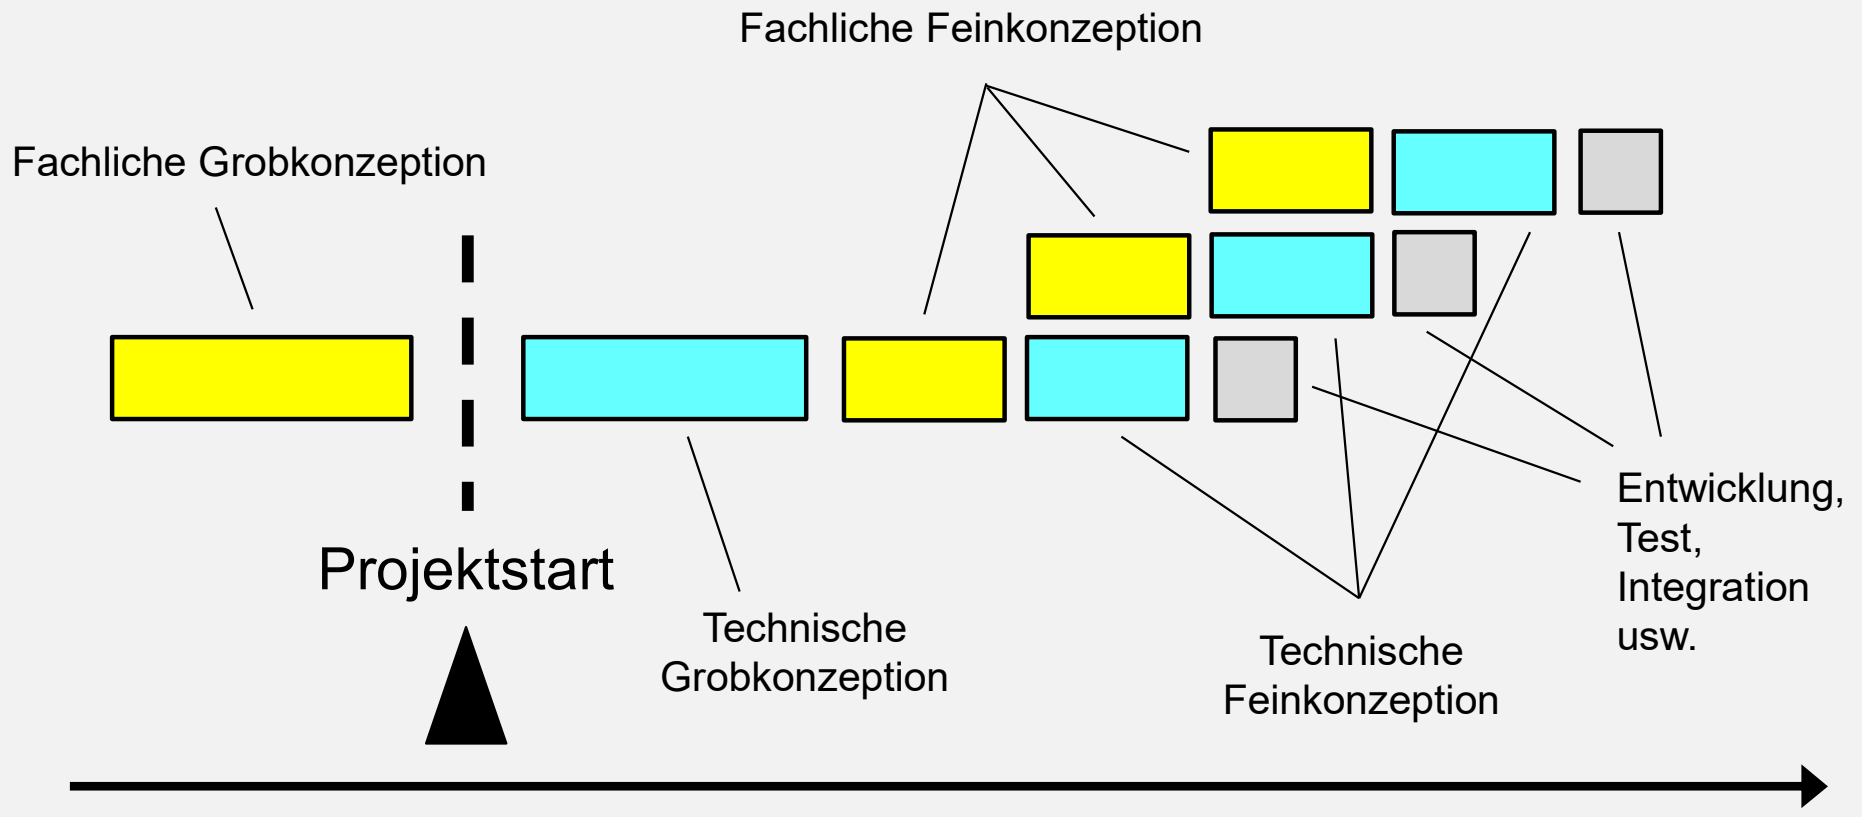 Fachliche Feinkonzeption
Fachliche Grobkonzeption
Projektstart
Technische
Grobkonzeption
Technische
Feinkonzeption
Entwicklung,
Test,
Integration
usw.